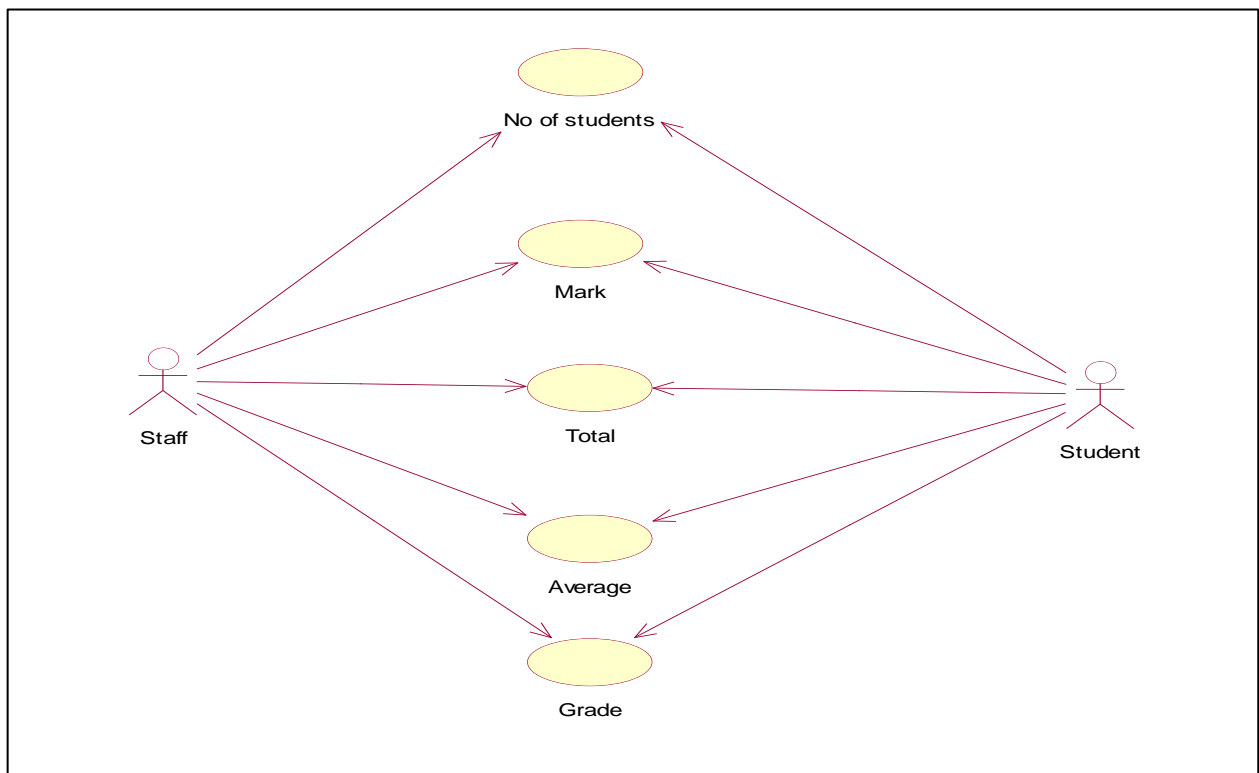 No of students
Mark
Staff
Total
Student
Average
Grade